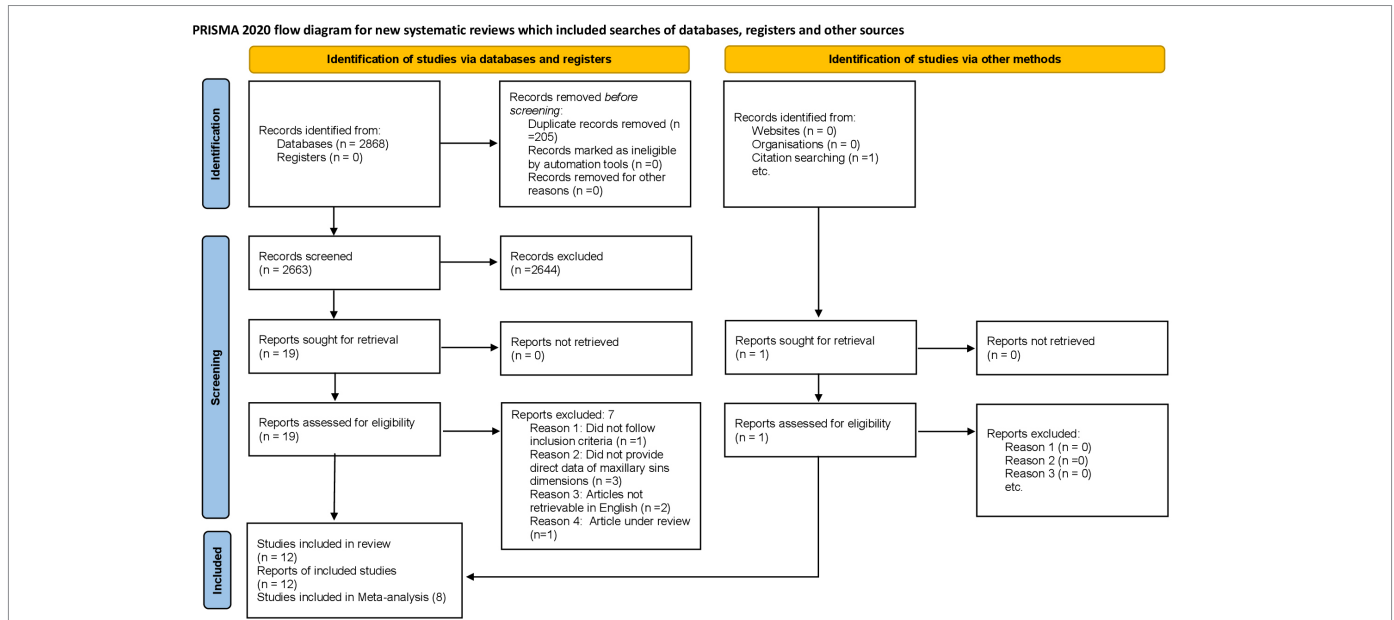 PRISMA 2020 flow diagram for new systematic reviews which included searches of databases, registers and other sources
Identification of studies via databases and registers
Identification of studies via other methods
Identification
Records identified from:
Databases (n = 2868)
Registers (n = 0)
Records removed before
screening:
Duplicate records removed (n
=205)
Records marked as ineligible
by automation tools (n =0)
Records removed for other
reasons (n =0)
Records identified from:
Websites (n = 0)
Organisations (n = 0)
Citation searching (n =1)
etc.
Screening
Records screened
(n = 2663)
Records excluded
(n =2644)
Reports sought for retrieval
(n = 19)
Reports not retrieved
(n = 0)
Reports sought for retrieval
(n = 1)
Reports not retrieved
(n = 0)
Reports assessed for eligibility
(n = 19)
Reports excluded: 7
Reason 1: Did not follow
inclusion criteria (n =1)
Reason 2: Did not provide
direct data of maxillary sins
dimensions (n =3)
Reason 3: Articles not
retrievable in English (n =2)
Reason 4: Article under review
(n=1)
Reports assessed for eligibility
(n = 1)
Reports excluded:
Reason 1 (n = 0)
Reason 2 (n =0)
Reason 3 (n = 0)
etc.
Included
Studies included in review
(n = 12)
Reports of included studies
(n = 12)
Studies included in Meta-analysis (8)